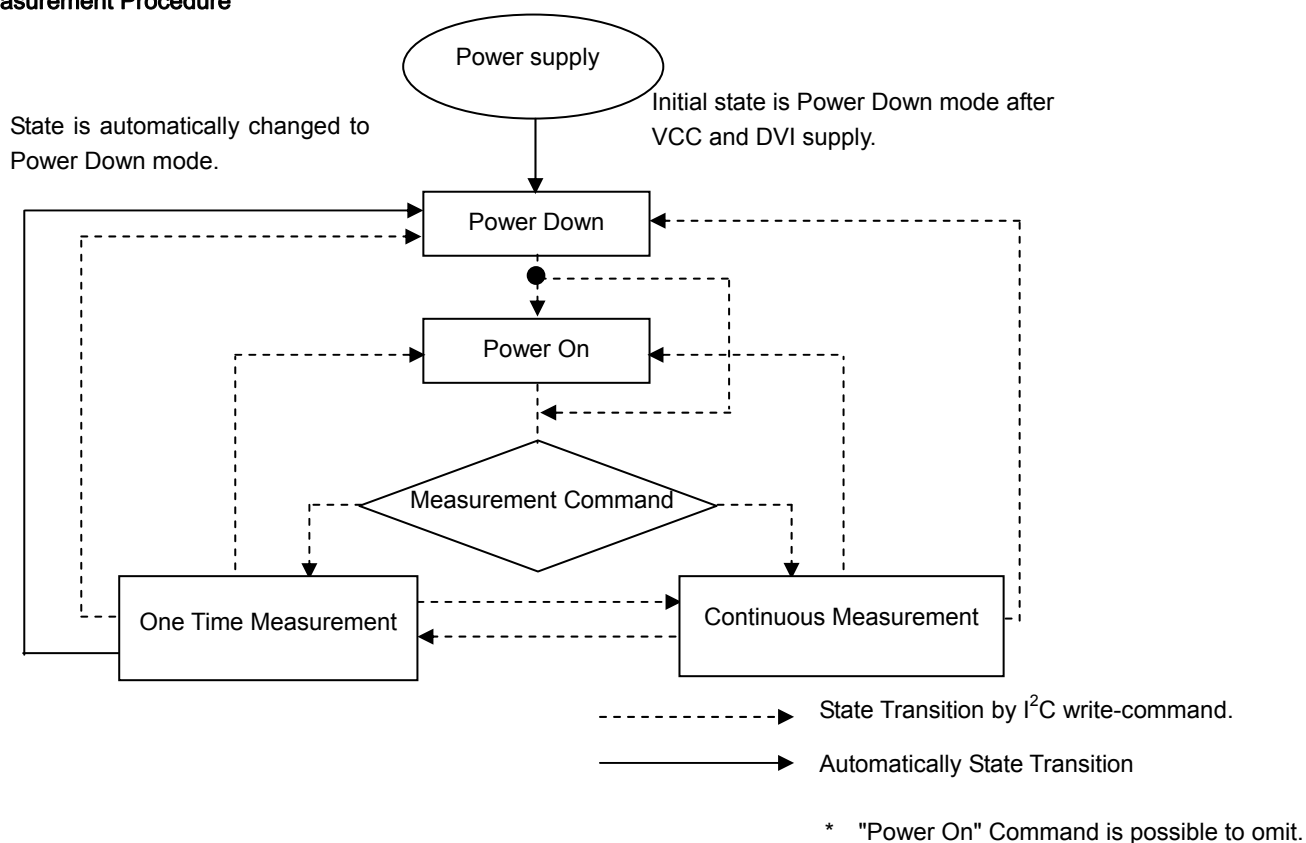 asurement Procedure
Power supply
Initial state is Power Down mode after
VCC and DVI supply.
State is automatically changed to
Power Down mode.
Power Down
Power On
Measurement Command
One Time Measurement
Continuous Measurement
State Transition by I²C write-command.
Automatically State Transition
* "Power On" Command is possible to omit.